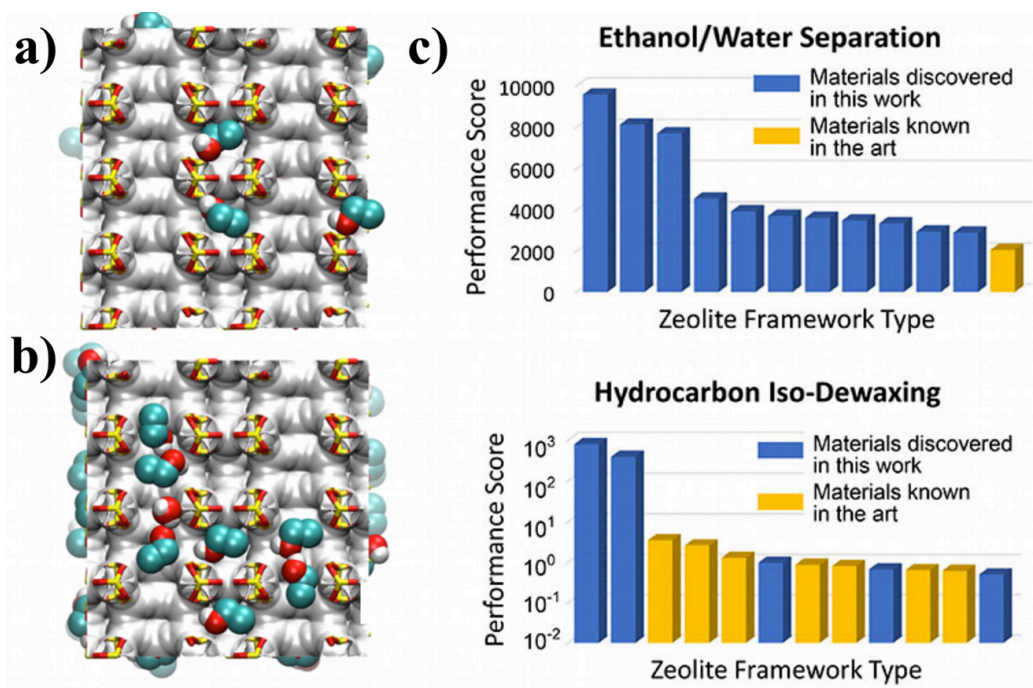 a)
b)
c)
Ethanol/Water Separation
Performance Score
10000
8000
6000
4000
2000
0
Materials discovered
in this work
Materials known
in the art
Zeolite Framework Type
Hydrocarbon Iso-Dewaxing
Performance Score
10³
10²
10¹
10⁰
10⁻¹
10⁻²
Materials discovered
in this work
Materials known
in the art
Zeolite Framework Type